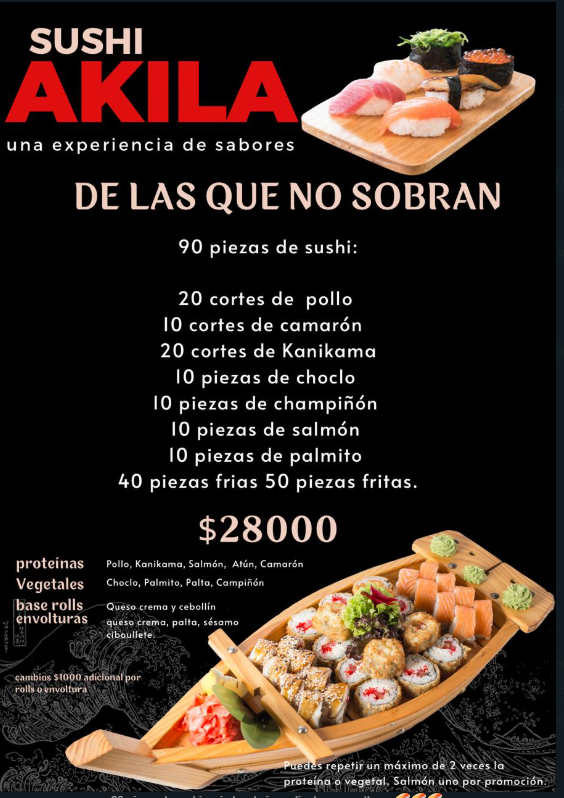 SUSHI
AKILA
una experiencia de sabores
DE LAS QUE NO SOBRAN
90 piezas de sushi:
20 cortes de pollo
10 cortes de camarón
20 cortes de Kanikama
10 piezas de choclo
10 piezas de champiñón
10 piezas de salmón
10 piezas de palmito
40 piezas frias 50 piezas fritas.
$28000
proteinas Pollo, Kanikama, Salmón, Atún, Camarón
Vegetales Choclo, Palmito, Palta, Campiñón
base rolls Queso crema y cebollín
envolturas queso crema, palta, sésamo
ciboullete.
cambios $1000 adicional por
rolls o envoltura
Puedes repetir un máximo de 2 veces la
proteína o vegetal. Salmón uno por promoción.